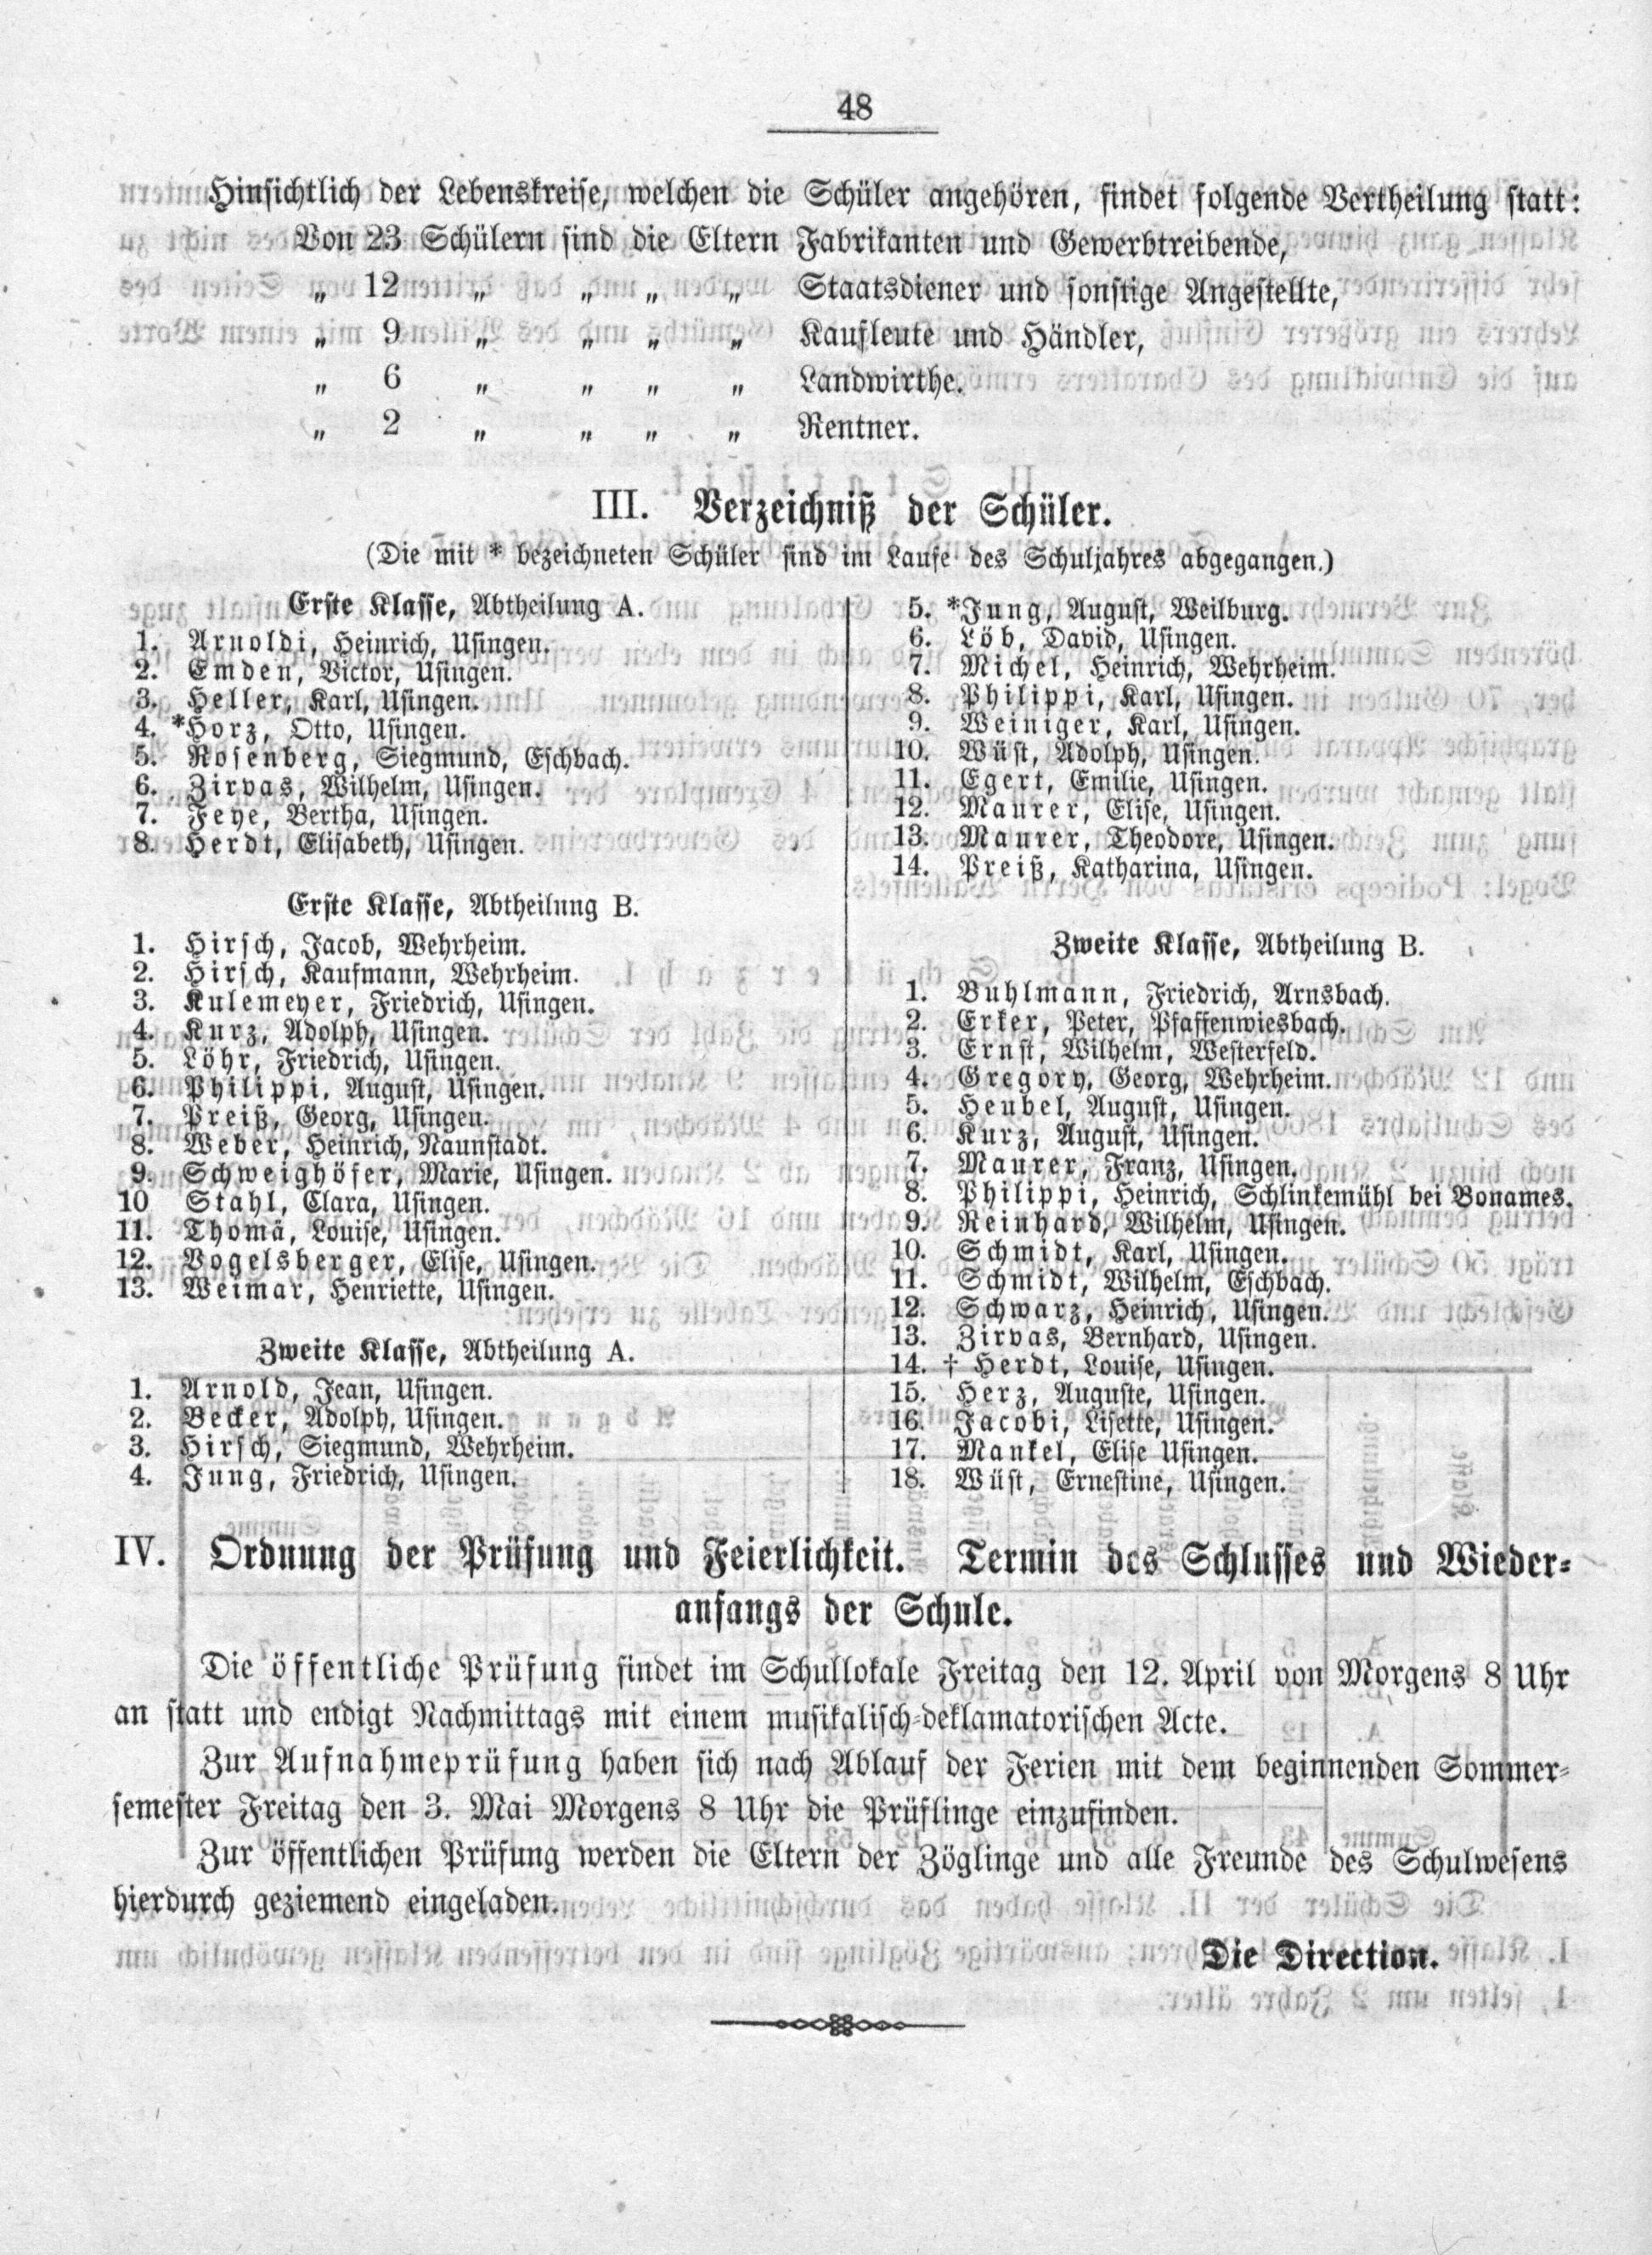 48
Hinsichtlich der Lebenskreise, welchen die Schüler angehören, findet folgende Vertheilung statt:
Von 23 Schülern sind die Eltern Fabrikanten und Gewerbtreibende,
„ 12 „ „ „ „ Staatsdiener und sonstige Angestellte,
„ 9 „ „ „ „ Kaufleute und Händler,
„ 6 „ „ „ „ Landwirthe.
„ 2 „ „ „ „ Rentner.
III. Verzeichniß der Schüler.
(Die mit * bezeichneten Schüler sind im Laufe des Schuljahres abgegangen.)
Erste Klasse, Abtheilung A.
1. Arnoldi, Heinrich, Usingen.
2. Emden, Victor, Usingen.
3. Heller, Karl, Usingen.
4. *Horz, Otto, Usingen.
5. Rosenberg, Siegmund, Eschbach.
6. Zirvas, Wilhelm, Usingen.
7. Feye, Bertha, Usingen.
8. Herdt, Elisabeth, Usingen.
Erste Klasse, Abtheilung B.
1. Hirsch, Jacob, Wehrheim.
2. Hirsch, Kaufmann, Wehrheim.
3. Kulemeyer, Friedrich, Usingen.
4. Kurz, Adolph, Usingen.
5. Löhr, Friedrich, Usingen.
6. Philippi, August, Usingen.
7. Preiß, Georg, Usingen.
8. Weber, Heinrich, Naunstadt.
9. Schweighöfer, Marie, Usingen.
10 Stahl, Clara, Usingen.
11. Thomä, Louise, Usingen.
12. Vogelsberger, Elise, Usingen.
13. Weimar, Henriette, Usingen.
Zweite Klasse, Abtheilung A.
1. Arnold, Jean, Usingen.
2. Becker, Adolph, Usingen.
3. Hirsch, Siegmund, Wehrheim.
4. Jung, Friedrich, Usingen.
5. *Jung, August, Weilburg.
6. Löb, David, Usingen.
7. Michel, Heinrich, Wehrheim.
8. Philippi, Karl, Usingen.
9. Weiniger, Karl, Usingen.
10. Wüst, Adolph, Usingen.
11. Egert, Emilie, Usingen.
12. Maurer, Elise, Usingen.
13. Maurer, Theodore, Usingen.
14. Preiß, Katharina, Usingen.
Zweite Klasse, Abtheilung B.
1. Buhlmann, Friedrich, Arnsbach.
2. Erker, Peter, Pfaffenwiesbach.
3. Ernst, Wilhelm, Westerfeld.
4. Gregory, Georg, Wehrheim.
5. Heubel, August, Usingen.
6. Kurz, August, Usingen.
7. Maurer, Franz, Usingen.
8. Philippi, Heinrich, Schlinkemühl bei Bonames.
9. Reinhard, Wilhelm, Usingen.
10. Schmidt, Karl, Usingen.
11. Schmidt, Wilhelm, Eschbach.
12. Schwarz, Heinrich, Usingen.
13. Zirvas, Bernhard, Usingen.
14. † Herdt, Louise, Usingen.
15. Herz, Auguste, Usingen.
16. Jacobi, Lisette, Usingen.
17. Mankel, Elise Usingen.
18. Wüst, Ernestine, Usingen.
IV. Ordnung der Prüfung und Feierlichkeit. Termin des Schlusses und Wieder-
anfangs der Schule.
Die öffentliche Prüfung findet im Schullokale Freitag den 12. April von Morgens 8 Uhr
an statt und endigt Nachmittags mit einem musikalisch-deklamatorischen Acte.
Zur Aufnahmeprüfung haben sich nach Ablauf der Ferien mit dem beginnenden Sommer-
semester Freitag den 3. Mai Morgens 8 Uhr die Prüflinge einzufinden.
Zur öffentlichen Prüfung werden die Eltern der Zöglinge und alle Freunde des Schulwesens
hierdurch geziemend eingeladen.
Die Direction.